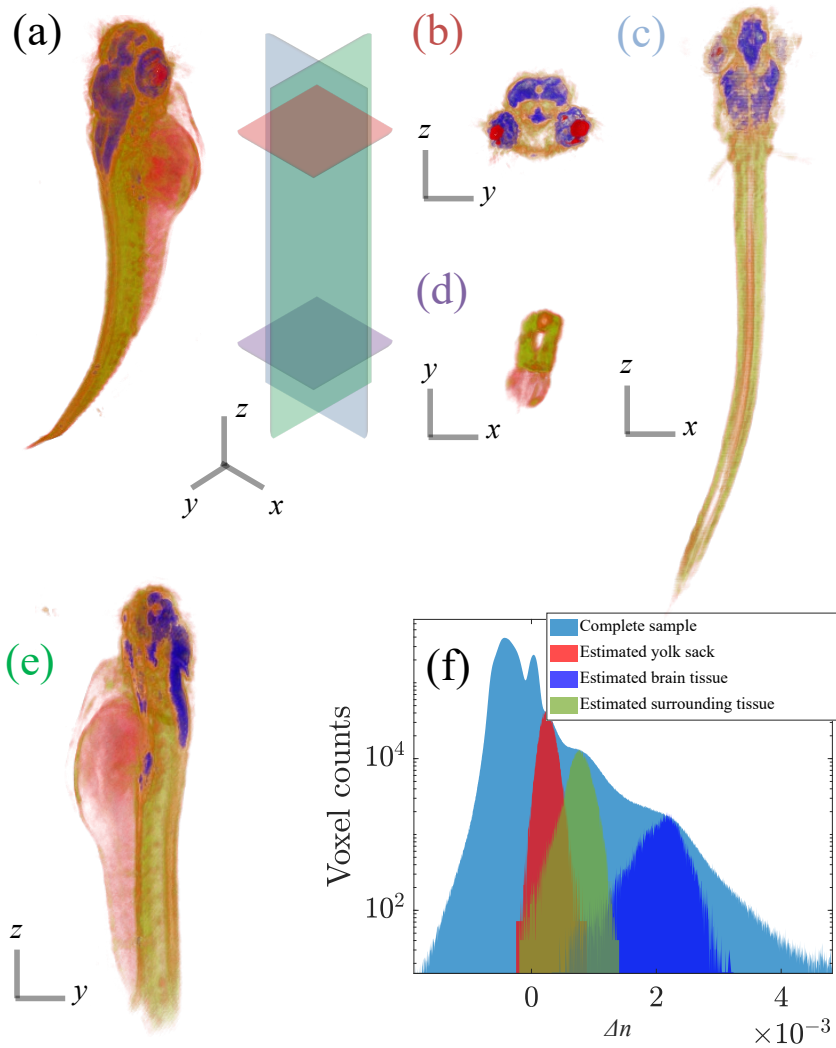 (a)
(b)
(c)
z
y
(d)
z
y
x
y
x
z
x
(e)
(f)
Complete sample
Estimated yolk sack
Estimated brain tissue
Estimated surrounding tissue
Voxel counts
10^4
10^2
z
y
0
2
4
Δn
×10^−3